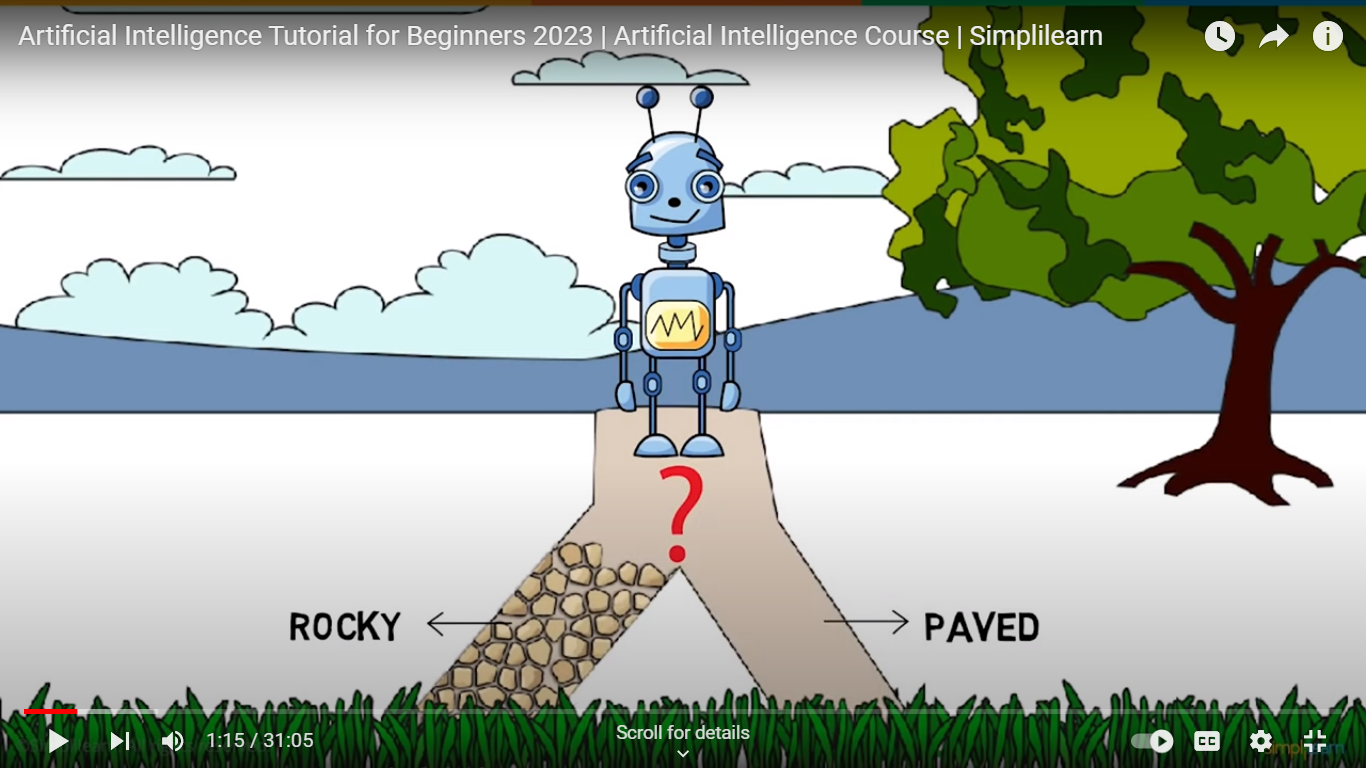 Artificial Intelligence Tutorial for Beginners 2023 | Artificial Intelligence Course | Simplilearn
?
ROCKY
PAVED
Scroll for details
1:15 / 31:05
CC